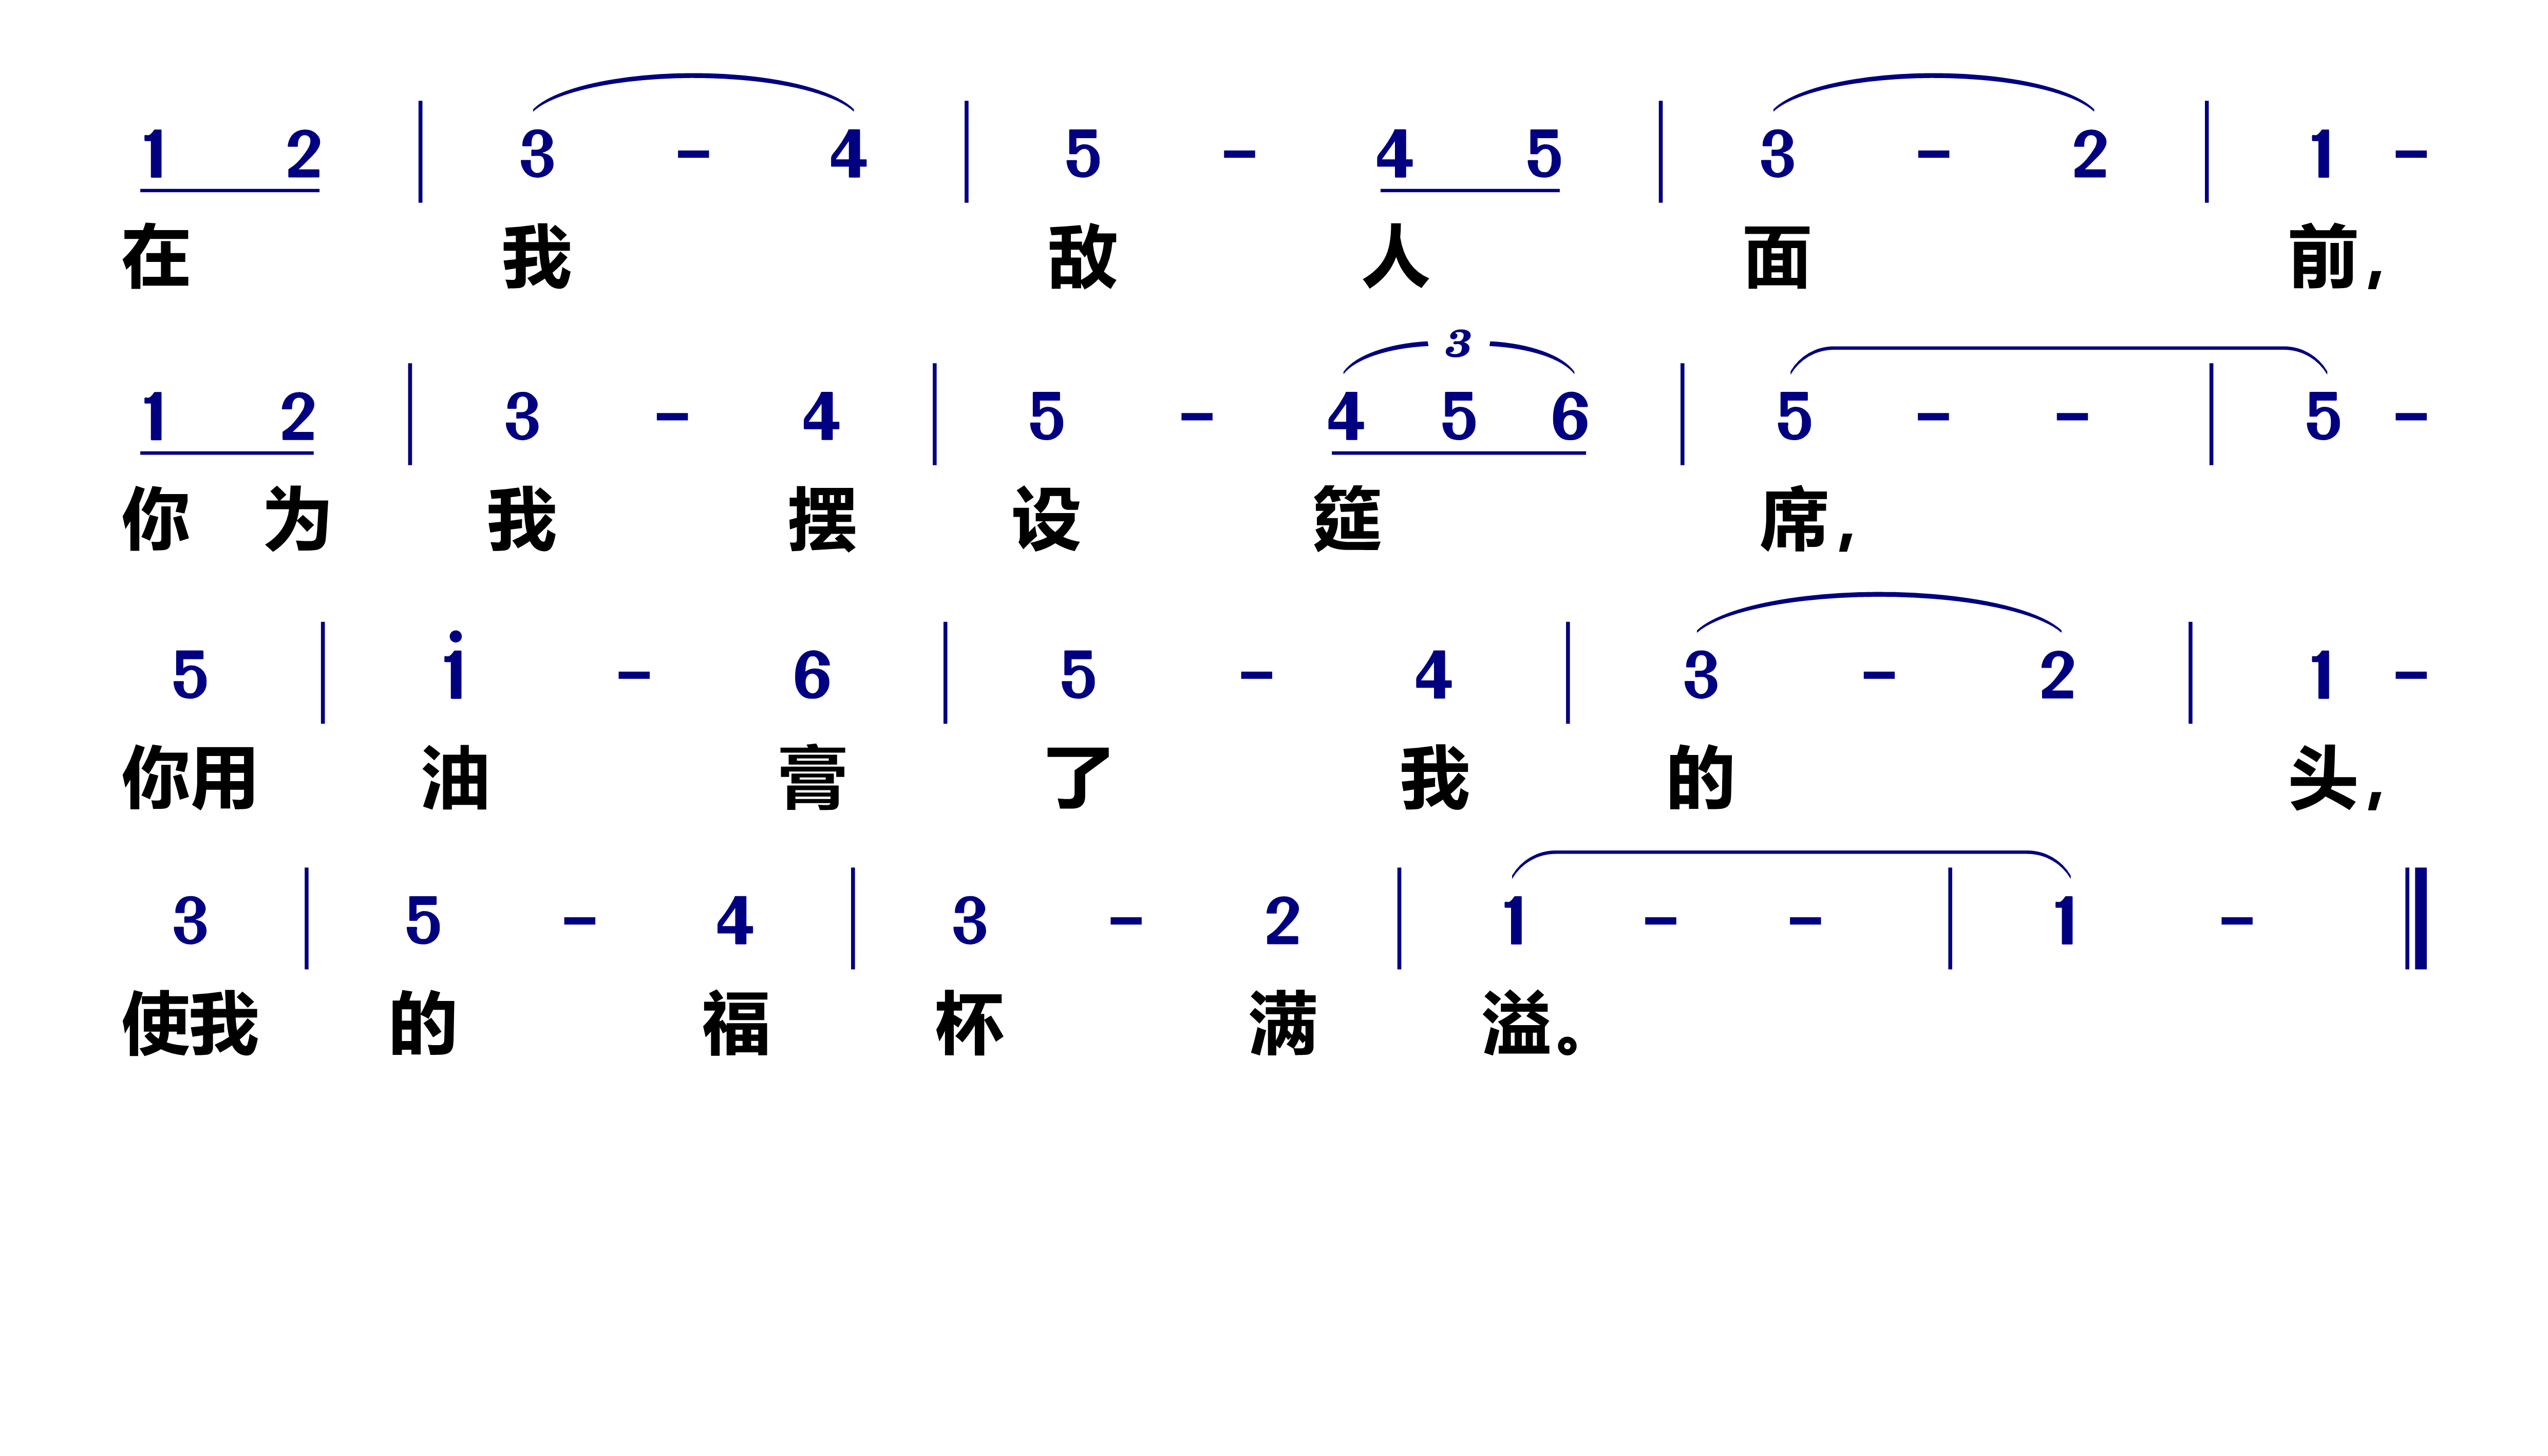 1 2 | 3 - 4 | 5 - 4 5 | 3 - 2 | 1 -
在 我 敌 人 面 前,
3
1 2 | 3 - 4 | 5 - 4 5 6 | 5 - - | 5 -
你 为 我 摆 设 筵 席,
5 | i - 6 | 5 - 4 | 3 - 2 | 1 -
你用 油 膏 了 我 的 头,
3 | 5 - 4 | 3 - 2 | 1 - - | 1 - ‖
使我 的 福 杯 满 溢。